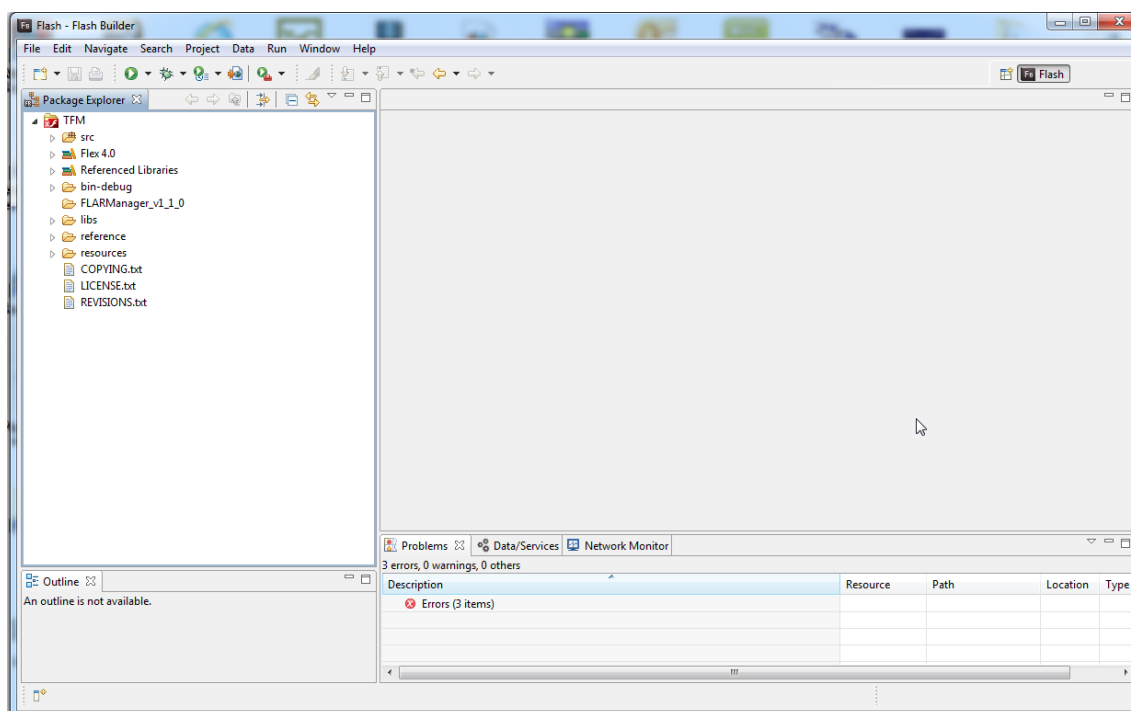 Fb Flash - Flash Builder
File Edit Navigate Search Project Data Run Window Help
Fb Flash
Package Explorer
TFM
src
Flex 4.0
Referenced Libraries
bin-debug
FLARManager_v1_1_0
libs
reference
resources
COPYING.txt
LICENSE.txt
REVISIONS.txt
Problems Data/Services Network Monitor
3 errors, 0 warnings, 0 others
Description Resource Path Location Type
Errors (3 items)
Outline
An outline is not available.